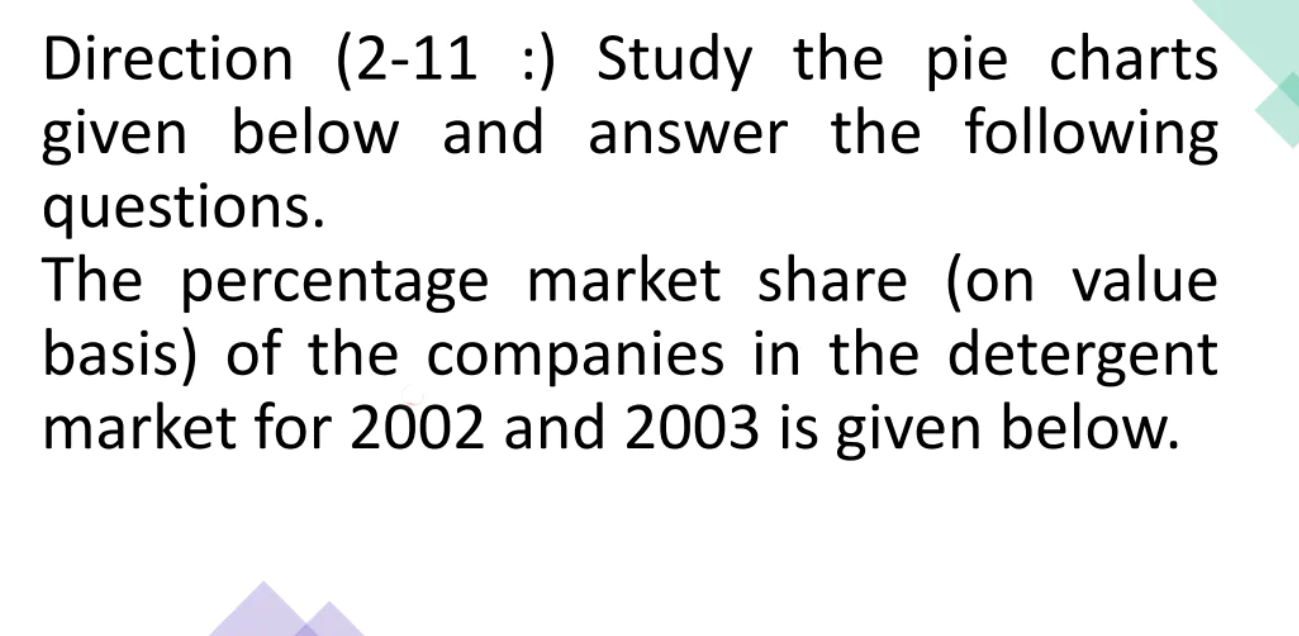 Direction (2-11 :) Study the pie charts
given below and answer the following
questions.
The percentage market share (on value
basis) of the companies in the detergent
market for 2002 and 2003 is given below.